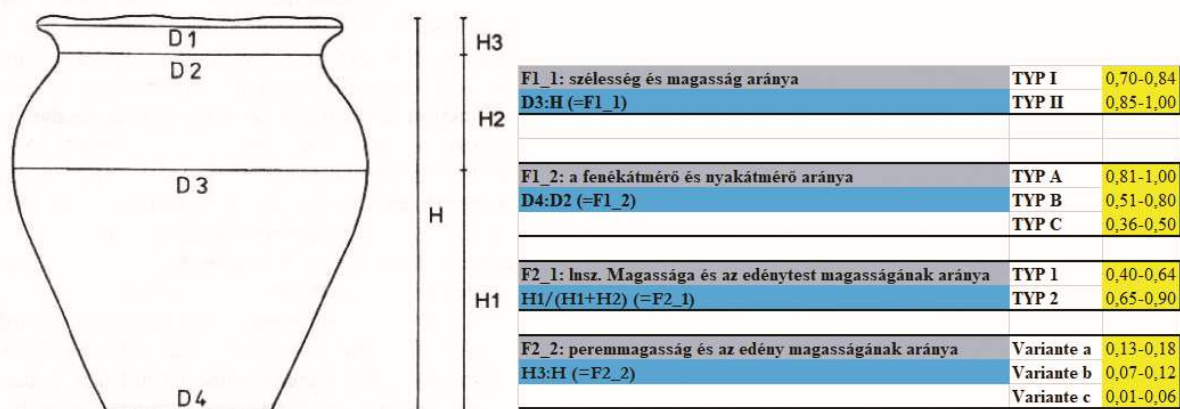 D1
D2
D3
D4
H3
H2
H
H1
F1_1: szélesség és magasság aránya TYP I 0,70-0,84
D3:H (=F1_1) TYP II 0,85-1,00
F1_2: a fenékátmérő és nyakátmérő aránya TYP A 0,81-1,00
D4:D2 (=F1_2) TYP B 0,51-0,80
TYP C 0,36-0,50
F2_1: lnsz. Magassága és az edénytest magasságának aránya TYP 1 0,40-0,64
H1/(H1+H2) (=F2_1) TYP 2 0,65-0,90
F2_2: peremmagasság és az edény magasságának aránya Variante a 0,13-0,18
H3:H (=F2_2) Variante b 0,07-0,12
Variante c 0,01-0,06